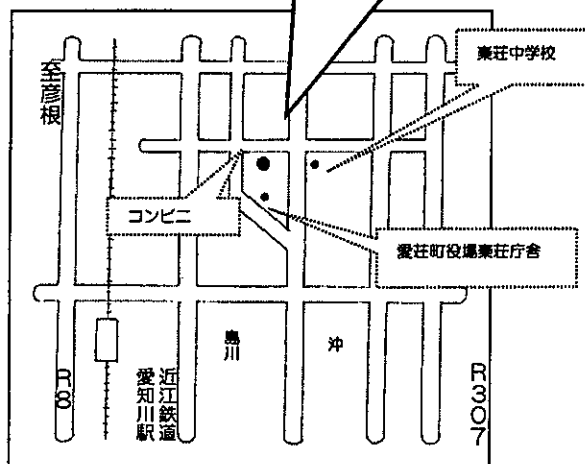 秦荘中学校
至彦根
コンビニ
愛荘町役場秦荘庁舎
島川
沖
R8
近江鉄道
愛知川駅
R307